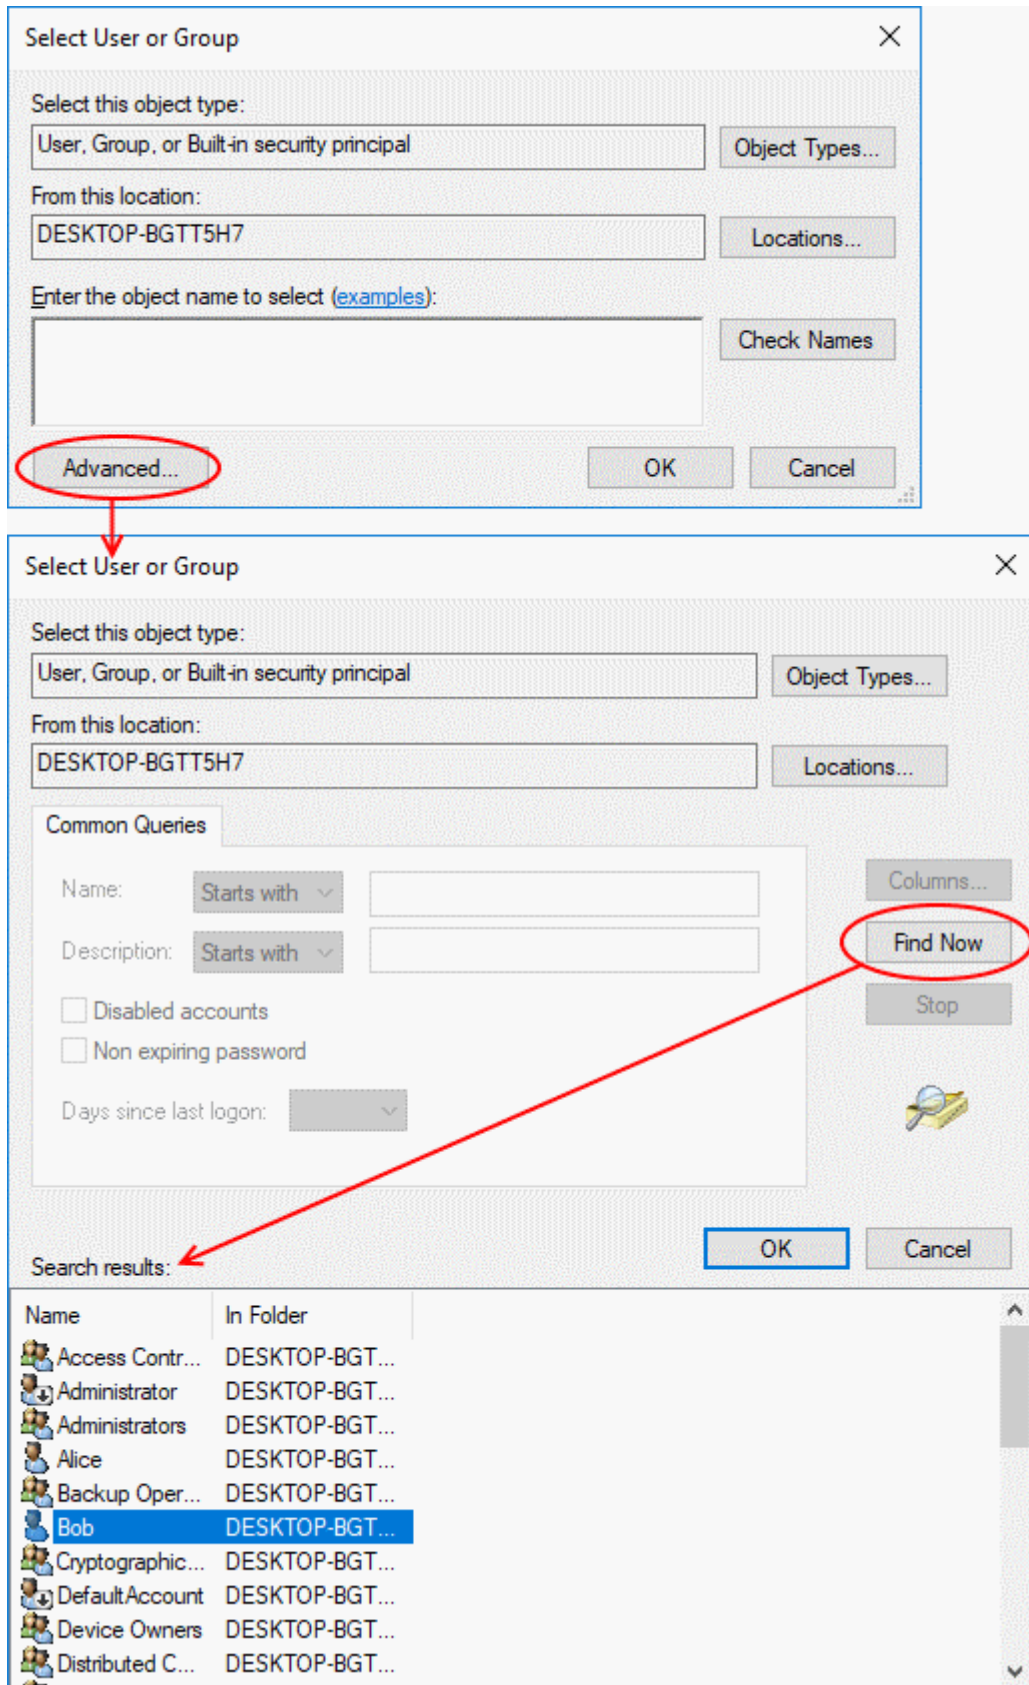 Select User or Group
Select this object type:
User, Group, or Built-in security principal
Object Types...
From this location:
DESKTOP-BGTT5H7
Locations...
Enter the object name to select (examples):
Check Names
Advanced...
OK
Cancel
Select User or Group
Select this object type:
User, Group, or Built-in security principal
Object Types...
From this location:
DESKTOP-BGTT5H7
Locations...
Common Queries
Name:
Starts with
Columns...
Description:
Starts with
Find Now
Disabled accounts
Stop
Non expiring password
Days since last logon:
OK
Cancel
Search results:
Name In Folder
Access Contr... DESKTOP-BGT...
Administrator DESKTOP-BGT...
Administrators DESKTOP-BGT...
Alice DESKTOP-BGT...
Backup Oper... DESKTOP-BGT...
Bob DESKTOP-BGT...
Cryptographic... DESKTOP-BGT...
DefaultAccount DESKTOP-BGT...
Device Owners DESKTOP-BGT...
Distributed C... DESKTOP-BGT...